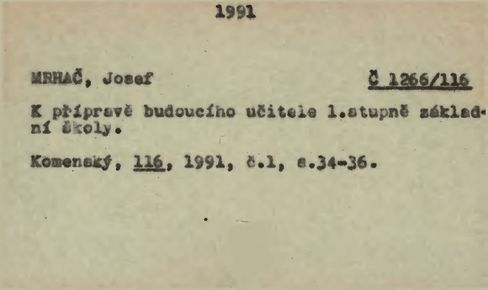 1991
MRHAČ, Josef Č 1266/116
K přípravě budoucího učitele 1.stupně základ-
ní školy.
Komenský, 116, 1991, č.1, s.34-36.